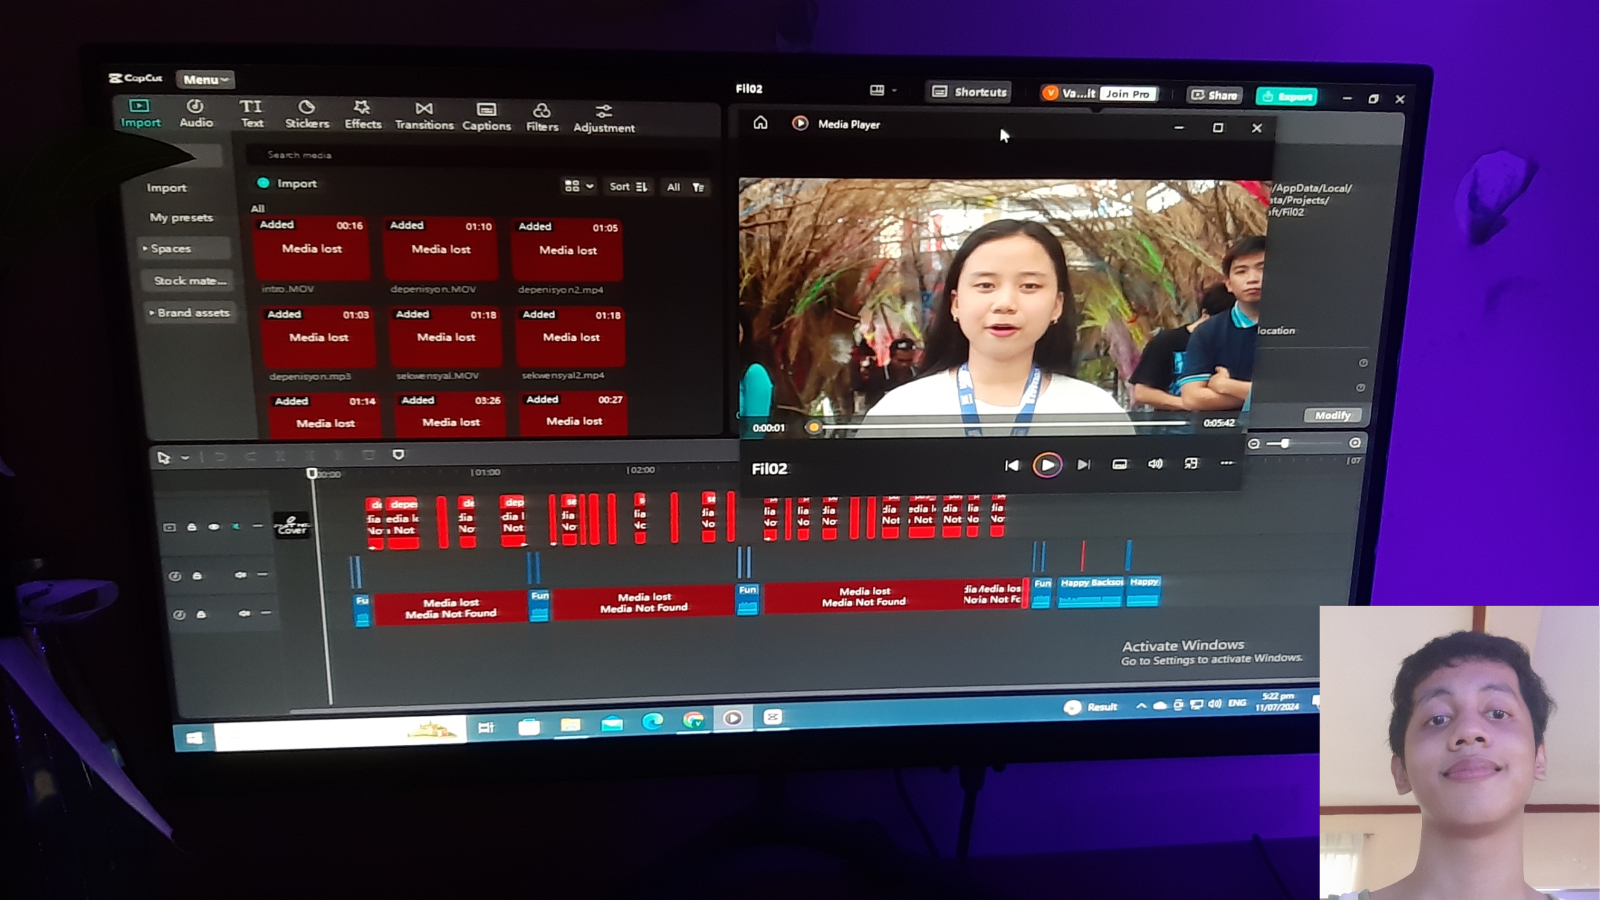 CapCut Menu
Fil02
Shortcuts
Va...it Join Pro
Share
Export
Import Audio Text Stickers Effects Transitions Captions Filters Adjustment
Media Player
Search media
Import
Import
Sort
All
My presets
All
Spaces
Stock mate...
Brand assets
Added 00:16
Media lost
intro.MOV
Added 01:10
Media lost
depenisyon.MOV
Added 01:05
Media lost
depenisyon2.mp4
Added 01:03
Media lost
depenisyon.mp3
Added 01:18
Media lost
sekwensyal.MOV
Added 01:18
Media lost
sekwensyal2.mp4
Added 01:14
Media lost
Added 03:26
Media lost
Added 00:27
Media lost
/AppData/Local/
ata/Projects/
ft/Fil02
location
Modify
0:00:01
0:05:42
Fil02
00:00
01:00
02:00
07
Cover
Fu
Media lost
Media Not Found
Fun
Media lost
Media Not Found
Fun
Media lost
Media Not Found
Fun
Happy Backsou
Happy
Activate Windows
Go to Settings to activate Windows.
Result
ENG
5:22 pm
11/07/2024